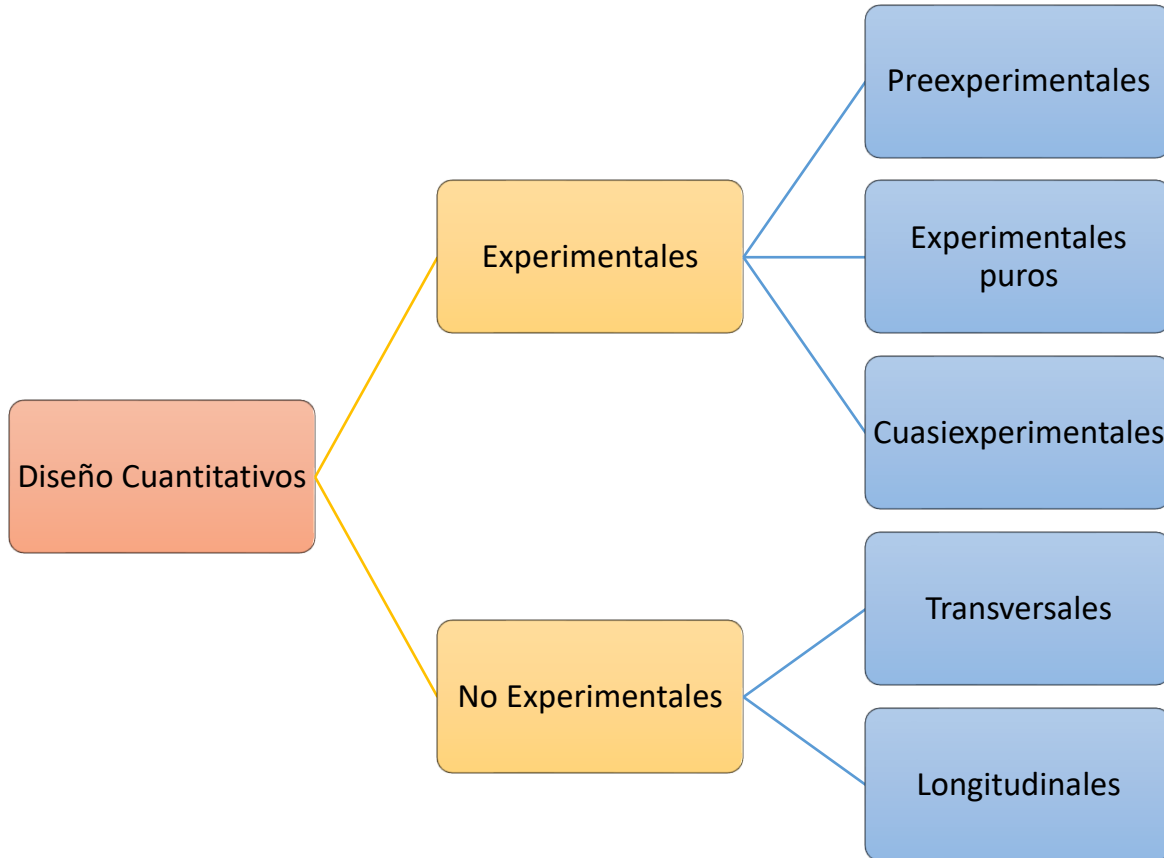 Diseño Cuantitativos
Experimentales
Preexperimentales
Experimentales
puros
Cuasiexperimentales
No Experimentales
Transversales
Longitudinales